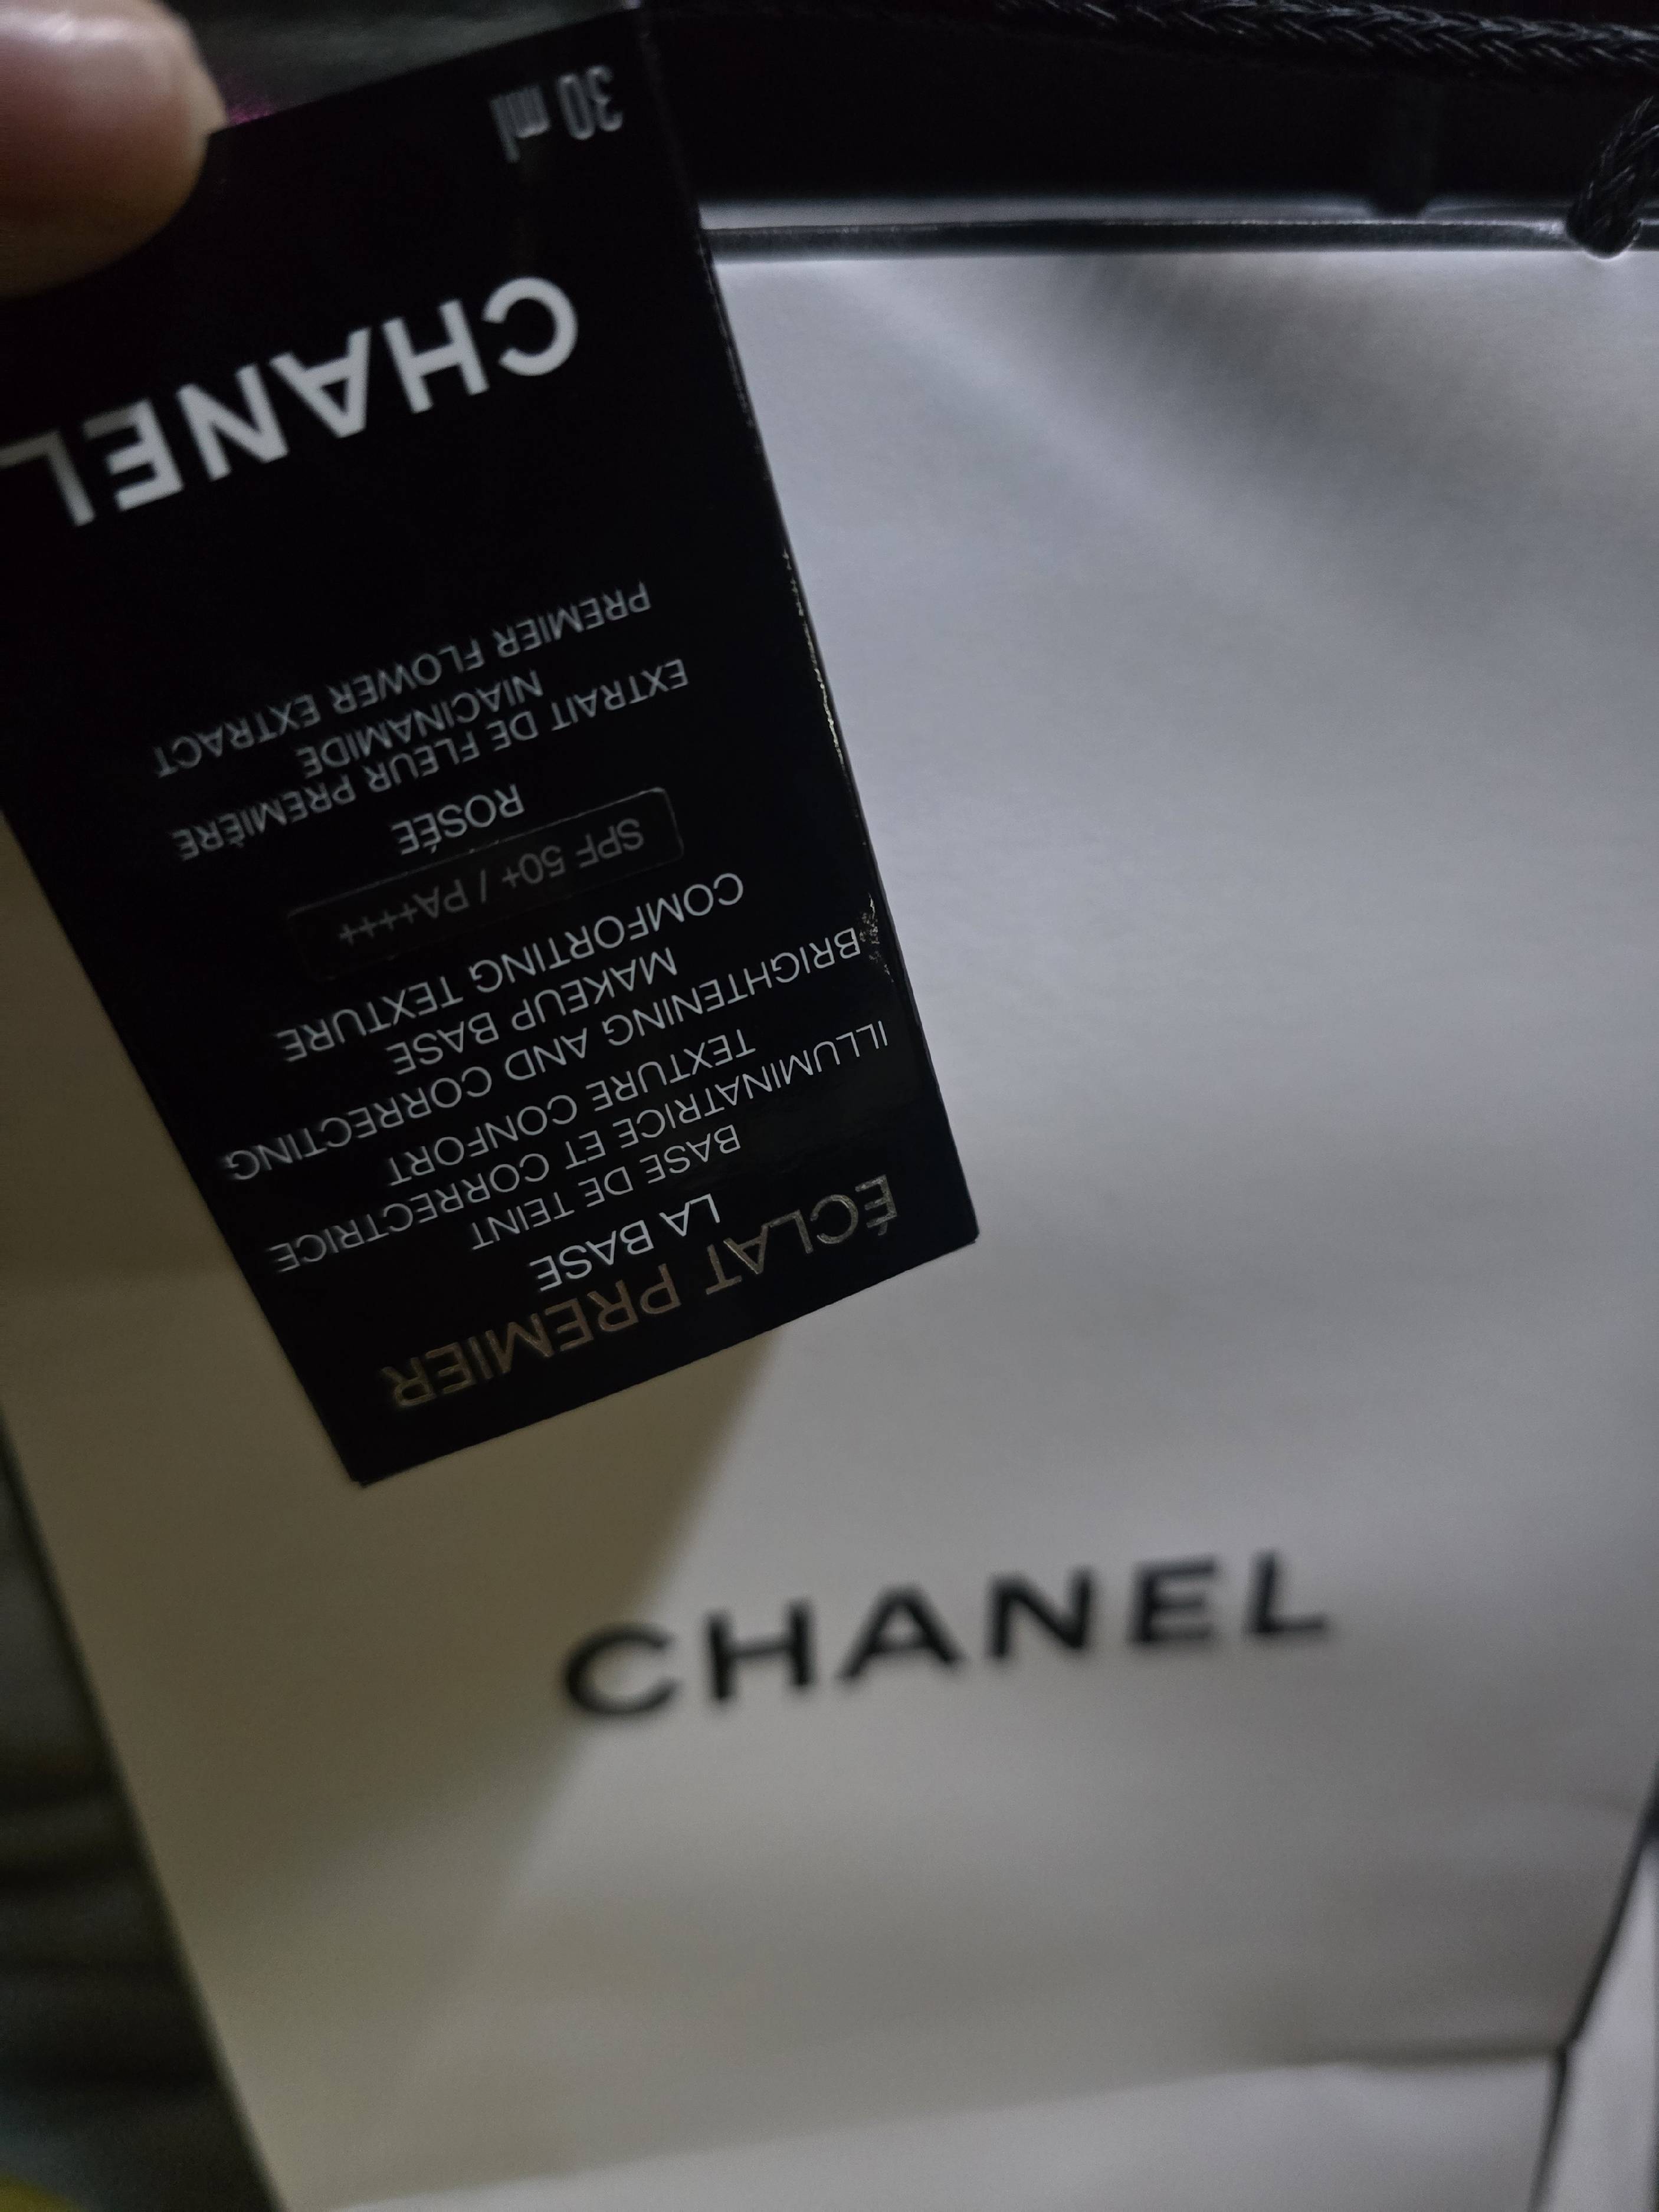 ÉCLAT PREMIER
LA BASE
BASE DE TEINT
ILLUMINATRICE ET CORRECTRICE
TEXTURE CONFORT
BRIGHTENING AND CORRECTING
MAKEUP BASE
COMFORTING TEXTURE
SPF 50+ / PA++++
ROSÉE
EXTRAIT DE FLEUR PREMIÈRE
NIACINAMIDE
PREMIER FLOWER EXTRACT
CHANEL
30 ml
CHANEL